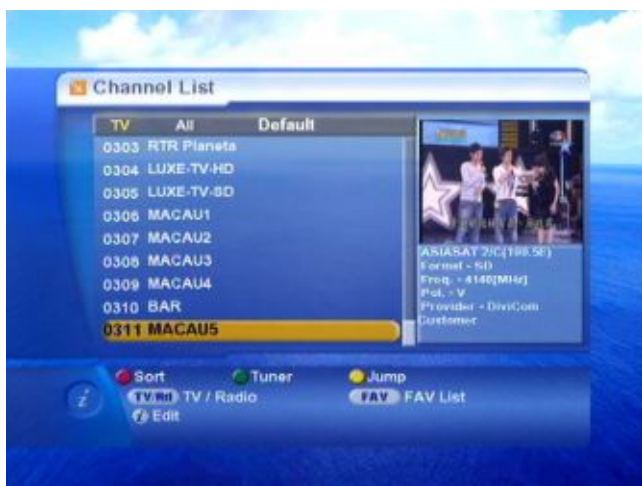 Channel List
TV All Default
0303 RTR Planeta
0304 LUXE-TV-HD
0305 LUXE-TV-SD
0306 MACAU1
0307 MACAU2
0308 MACAU3
0309 MACAU4
0310 BAR
0311 MACAU5
ASIASAT 2/C(100.5E)
Format - SD
Freq. - 4148[MHz]
Pol. - V
Provider - DiviCom
Customer
Sort Tuner Jump
TV/Rd TV / Radio FAV FAV List
i Edit
i